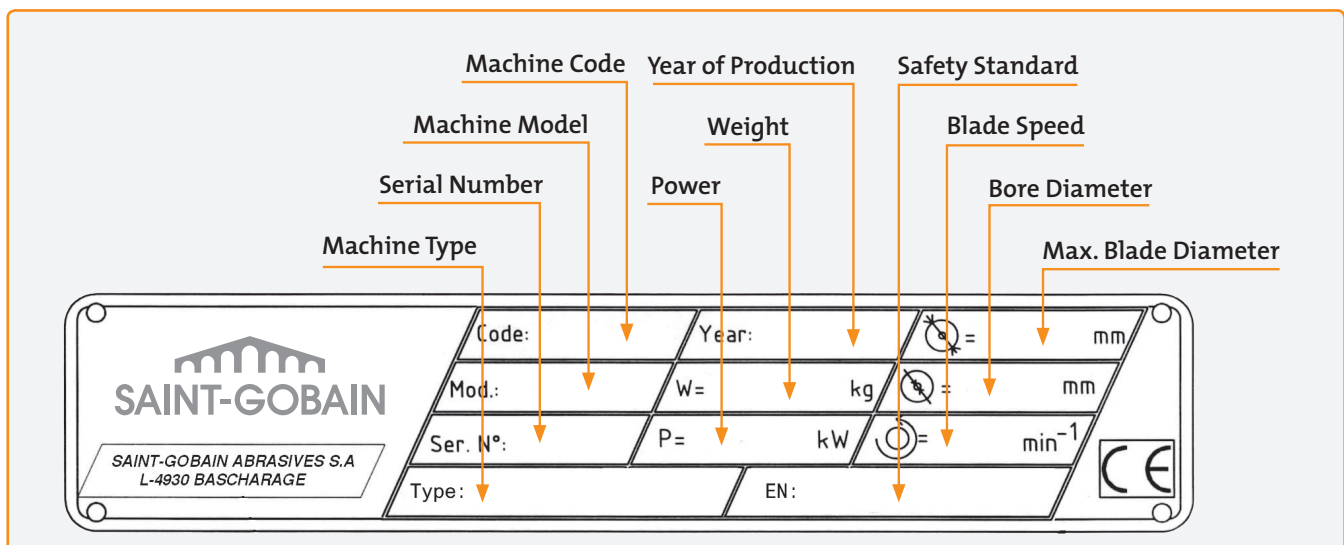 Machine Code Year of Production Safety Standard
Machine Model Weight Blade Speed
Serial Number Power Bore Diameter
Machine Type Max. Blade Diameter
Code: Year: = mm
SAINT-GOBAIN Mod.: W= kg = mm
Ser. N°: P= kW = min⁻¹
SAINT-GOBAIN ABRASIVES S.A
L-4930 BASCHARAGE
Type: EN: CE